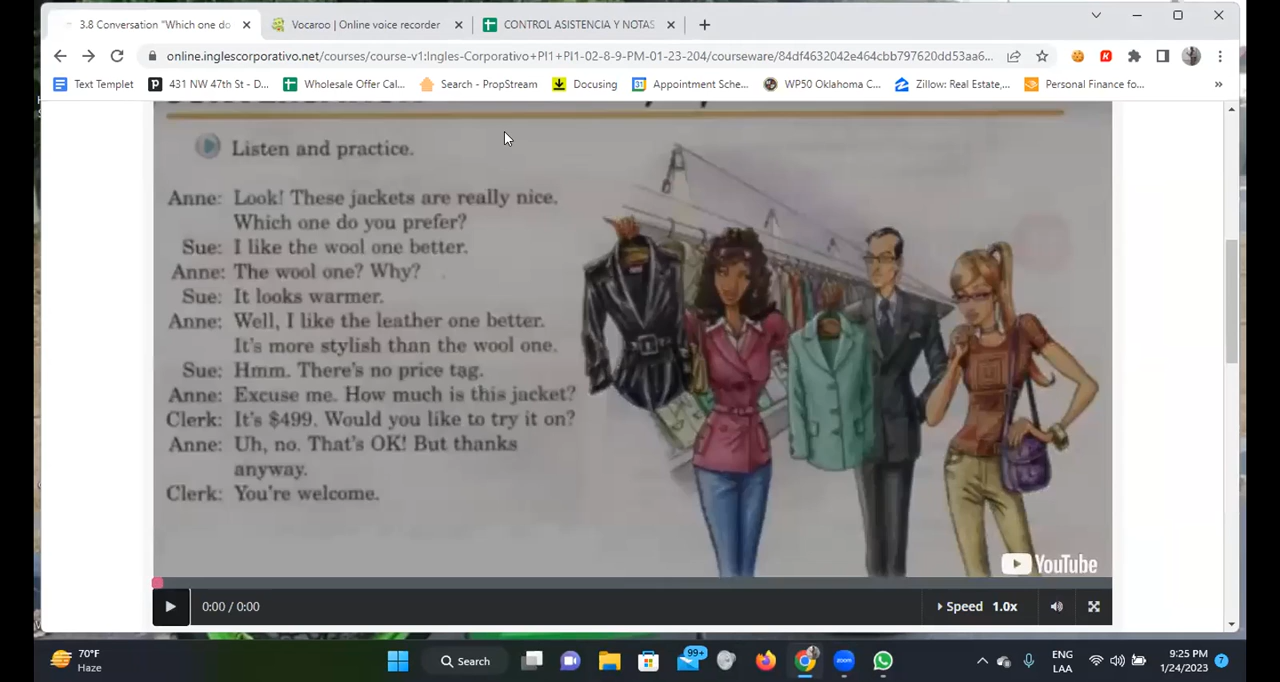 3.8 Conversation "Which one do
Vocaroo | Online voice recorder
CONTROL ASISTENCIA Y NOTAS
online.inglescorporativo.net/courses/course-v1:Ingles-Corporativo+PI1+PI1-02-8-9-PM-01-23-204/courseware/84df4632042e464cbb797620dd53aa6...
Text Templet
431 NW 47th St - D...
Wholesale Offer Cal...
Search - PropStream
Docusing
Appointment Sche...
WP50 Oklahoma C...
Zillow: Real Estate,...
Personal Finance fo...
»
Listen and practice.
Anne: Look! These jackets are really nice.
Which one do you prefer?
Sue: I like the wool one better.
Anne: The wool one? Why?
Sue: It looks warmer.
Anne: Well, I like the leather one better.
It's more stylish than the wool one.
Sue: Hmm. There's no price tag.
Anne: Excuse me. How much is this jacket?
Clerk: It's $499. Would you like to try it on?
Anne: Uh, no. That's OK! But thanks
anyway.
Clerk: You're welcome.
YouTube
0:00 / 0:00
Speed 1.0x
70°F
Haze
Search
99+
zoom
ENG
LAA
9:25 PM
1/24/2023
7